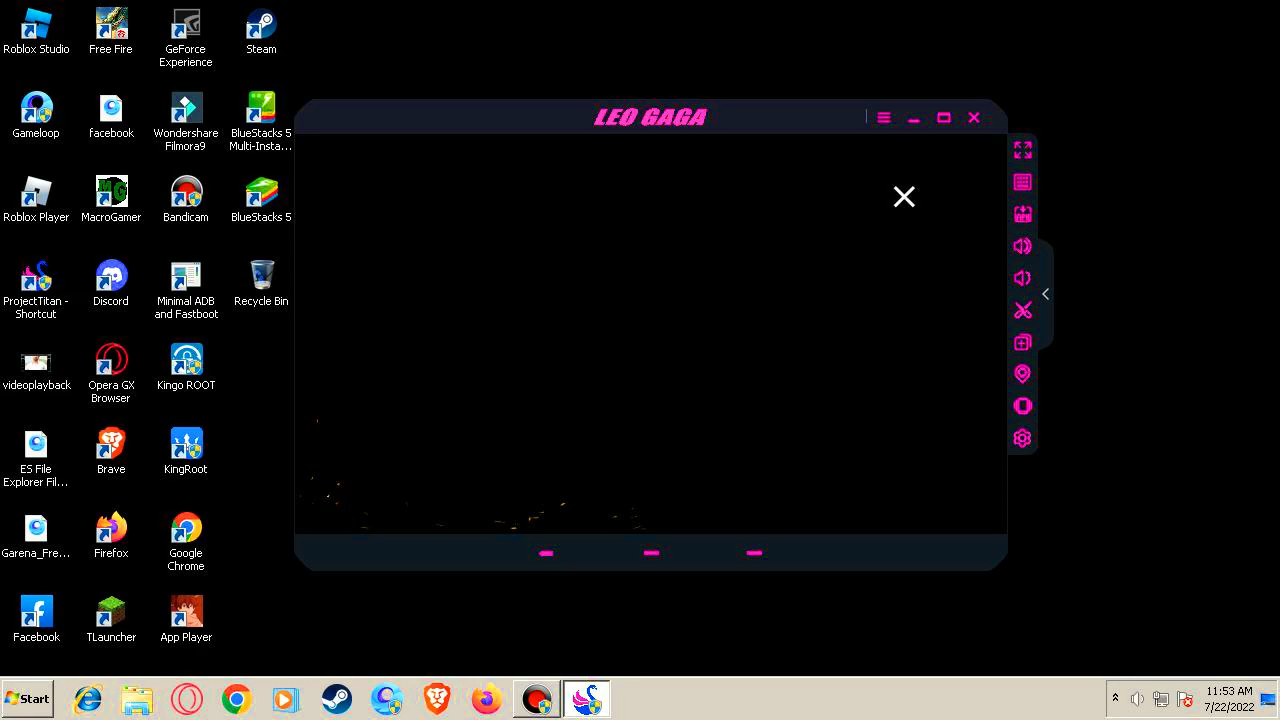 Roblox Studio
Free Fire
GeForce
Experience
Steam
Gameloop
facebook
Wondershare
Filmora9
BlueStacks 5
Multi-Insta...
Roblox Player
MacroGamer
MG
Bandicam
BlueStacks 5
ProjectTitan -
Shortcut
Discord
Minimal ADB
and Fastboot
Recycle Bin
videoplayback
Opera GX
Browser
Kingo ROOT
ES File
Explorer Fil...
Brave
KingRoot
Garena_Fre...
Firefox
Google
Chrome
Facebook
TLauncher
App Player
LEO GAGA
Start
11:53 AM
7/22/2022